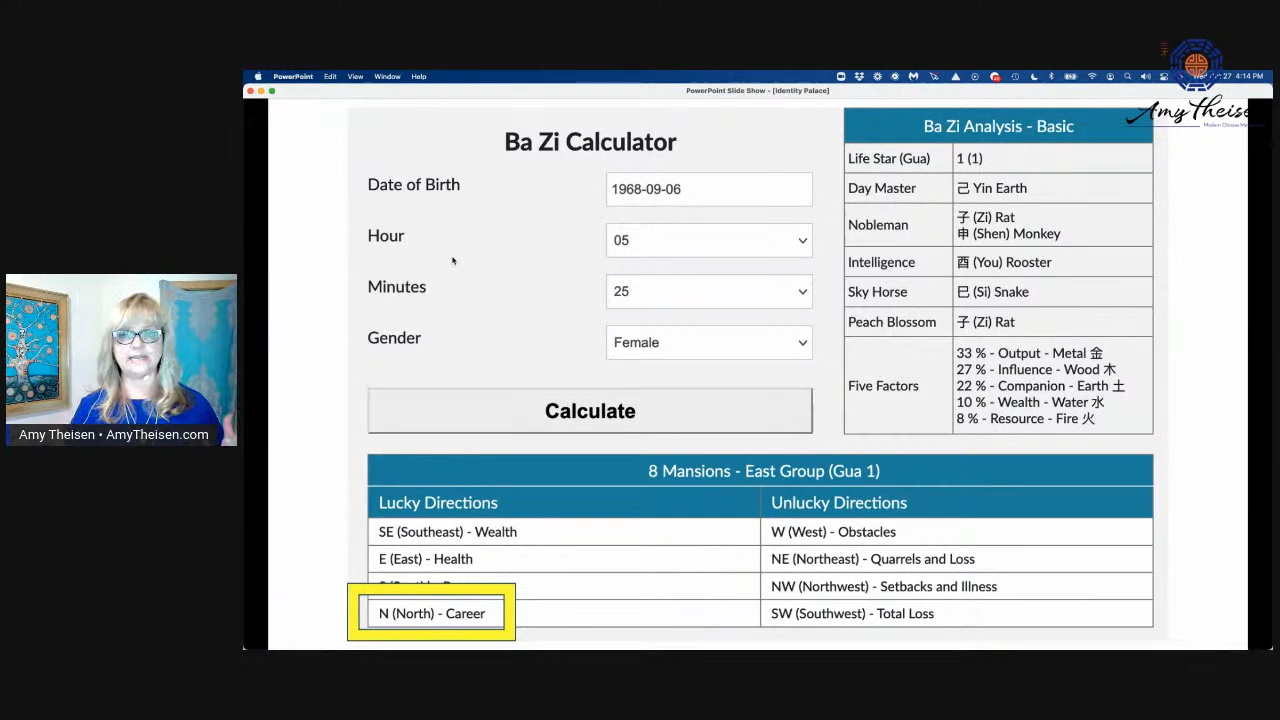 PowerPoint Edit View Window Help
27 4:14 PM
PowerPoint Slide Show - [Identity Palace]
Amy Theisen
Ba Zi Calculator
Date of Birth 1968-09-06
Hour 05
Minutes 25
Gender Female
Calculate
Ba Zi Analysis - Basic
Life Star (Gua) 1 (1)
Day Master 己 Yin Earth
Nobleman 子 (Zi) Rat
申 (Shen) Monkey
Intelligence 酉 (You) Rooster
Sky Horse 巳 (Si) Snake
Peach Blossom 子 (Zi) Rat
Five Factors
33 % - Output - Metal 金
27 % - Influence - Wood 木
22 % - Companion - Earth 土
10 % - Wealth - Water 水
8 % - Resource - Fire 火
8 Mansions - East Group (Gua 1)
Lucky Directions Unlucky Directions
SE (Southeast) - Wealth W (West) - Obstacles
E (East) - Health NE (Northeast) - Quarrels and Loss
NW (Northwest) - Setbacks and Illness
N (North) - Career SW (Southwest) - Total Loss
Amy Theisen • AmyTheisen.com